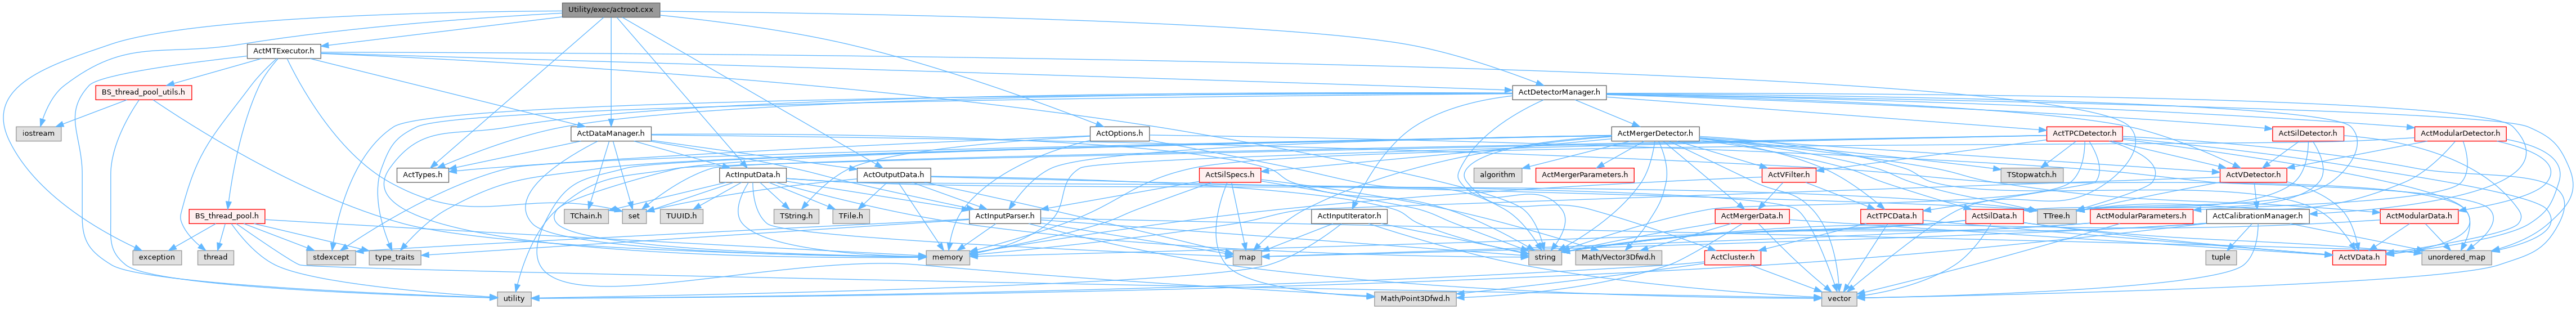 Utility/exec/actroot.cxx
ActMTExecutor.h
BS_thread_pool_utils.h
ActDetectorManager.h
iostream
ActDataManager.h
ActOptions.h
ActMergerDetector.h
ActTPCDetector.h
ActSilDetector.h
ActModularDetector.h
ActTypes.h
ActInputData.h
ActOutputData.h
algorithm
ActMergerParameters.h
ActSilSpecs.h
ActVFilter.h
TStopwatch.h
ActVDetector.h
BS_thread_pool.h
TChain.h
set
TUUID.h
TString.h
TFile.h
ActInputParser.h
ActInputIterator.h
ActMergerData.h
ActTPCData.h
ActSilData.h
TTree.h
ActModularParameters.h
ActCalibrationManager.h
ActModularData.h
exception
thread
stdexcept
type_traits
memory
map
string
Math/Vector3Dfwd.h
ActCluster.h
tuple
ActVData.h
unordered_map
utility
Math/Point3Dfwd.h
vector